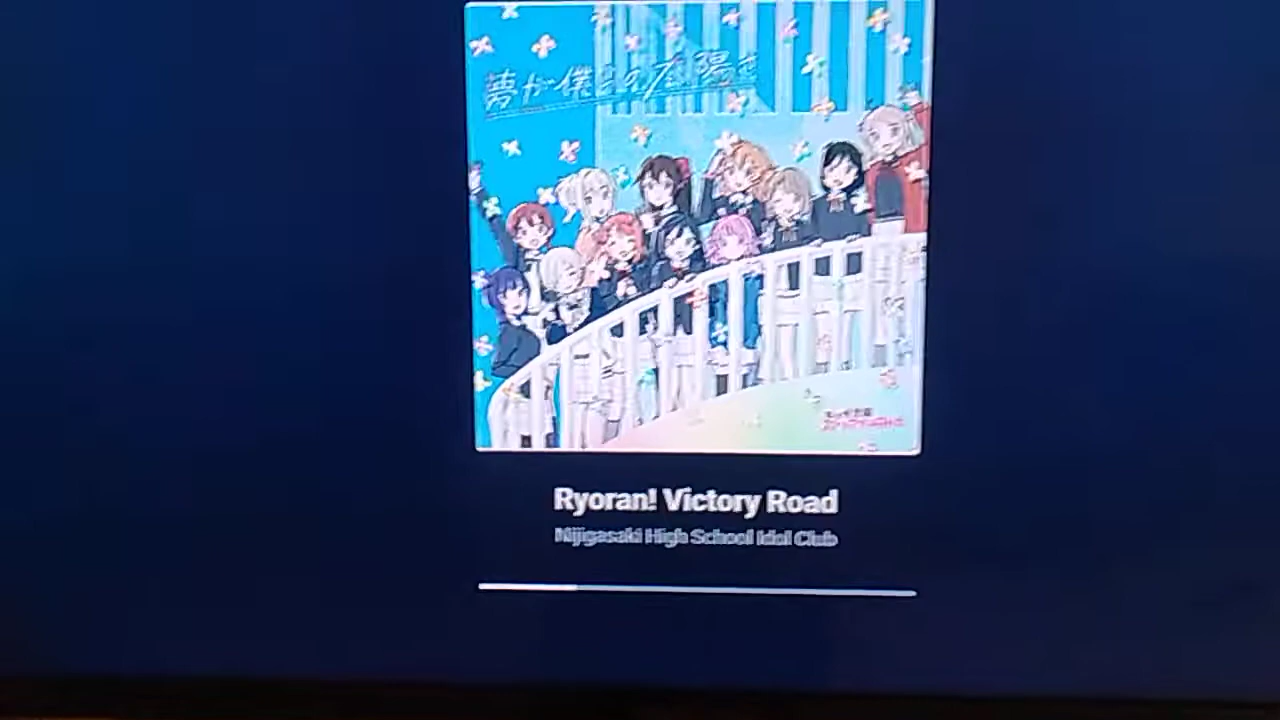 夢が僕らの太陽さ
Ryoran! Victory Road
Nijigasaki High School Idol Club